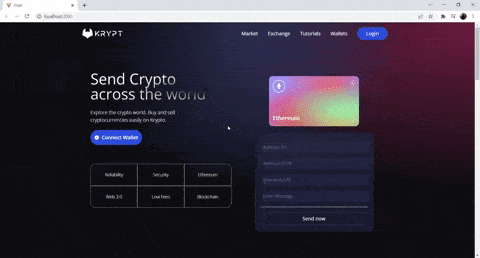 Krypt
localhost:3000
KRYPT
Market
Exchange
Tutorials
Wallets
Login
Send Crypto
across the world
Explore the crypto world. Buy and sell
cryptocurrencies easily on Krypto.
Connect Wallet
Reliability
Security
Ethereum
Web 3.0
Low Fees
Blockchain
Ethereum
Address To
Amount (ETH)
Enter Message
Send now